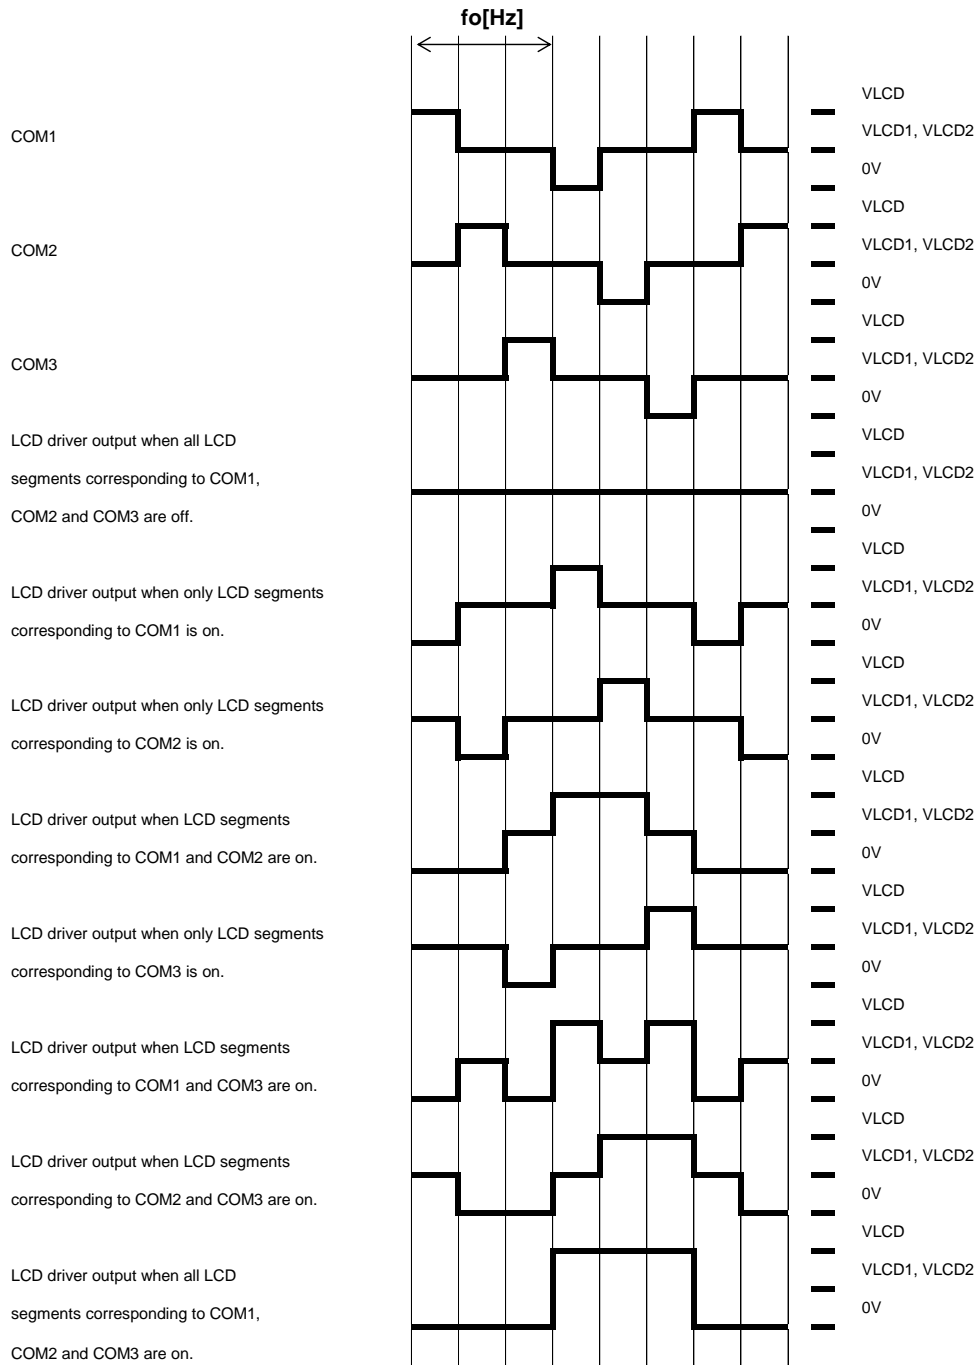 fo[Hz]
VLCD
COM1
VLCD1, VLCD2
0V
VLCD
COM2
VLCD1, VLCD2
0V
VLCD
COM3
VLCD1, VLCD2
0V
LCD driver output when all LCD
VLCD
segments corresponding to COM1,
VLCD1, VLCD2
COM2 and COM3 are off.
0V
VLCD
LCD driver output when only LCD segments
VLCD1, VLCD2
corresponding to COM1 is on.
0V
VLCD
LCD driver output when only LCD segments
VLCD1, VLCD2
corresponding to COM2 is on.
0V
VLCD
LCD driver output when LCD segments
VLCD1, VLCD2
corresponding to COM1 and COM2 are on.
0V
VLCD
LCD driver output when only LCD segments
VLCD1, VLCD2
corresponding to COM3 is on.
0V
VLCD
LCD driver output when LCD segments
VLCD1, VLCD2
corresponding to COM1 and COM3 are on.
0V
VLCD
LCD driver output when LCD segments
VLCD1, VLCD2
corresponding to COM2 and COM3 are on.
0V
VLCD
LCD driver output when all LCD
VLCD1, VLCD2
segments corresponding to COM1,
0V
COM2 and COM3 are on.